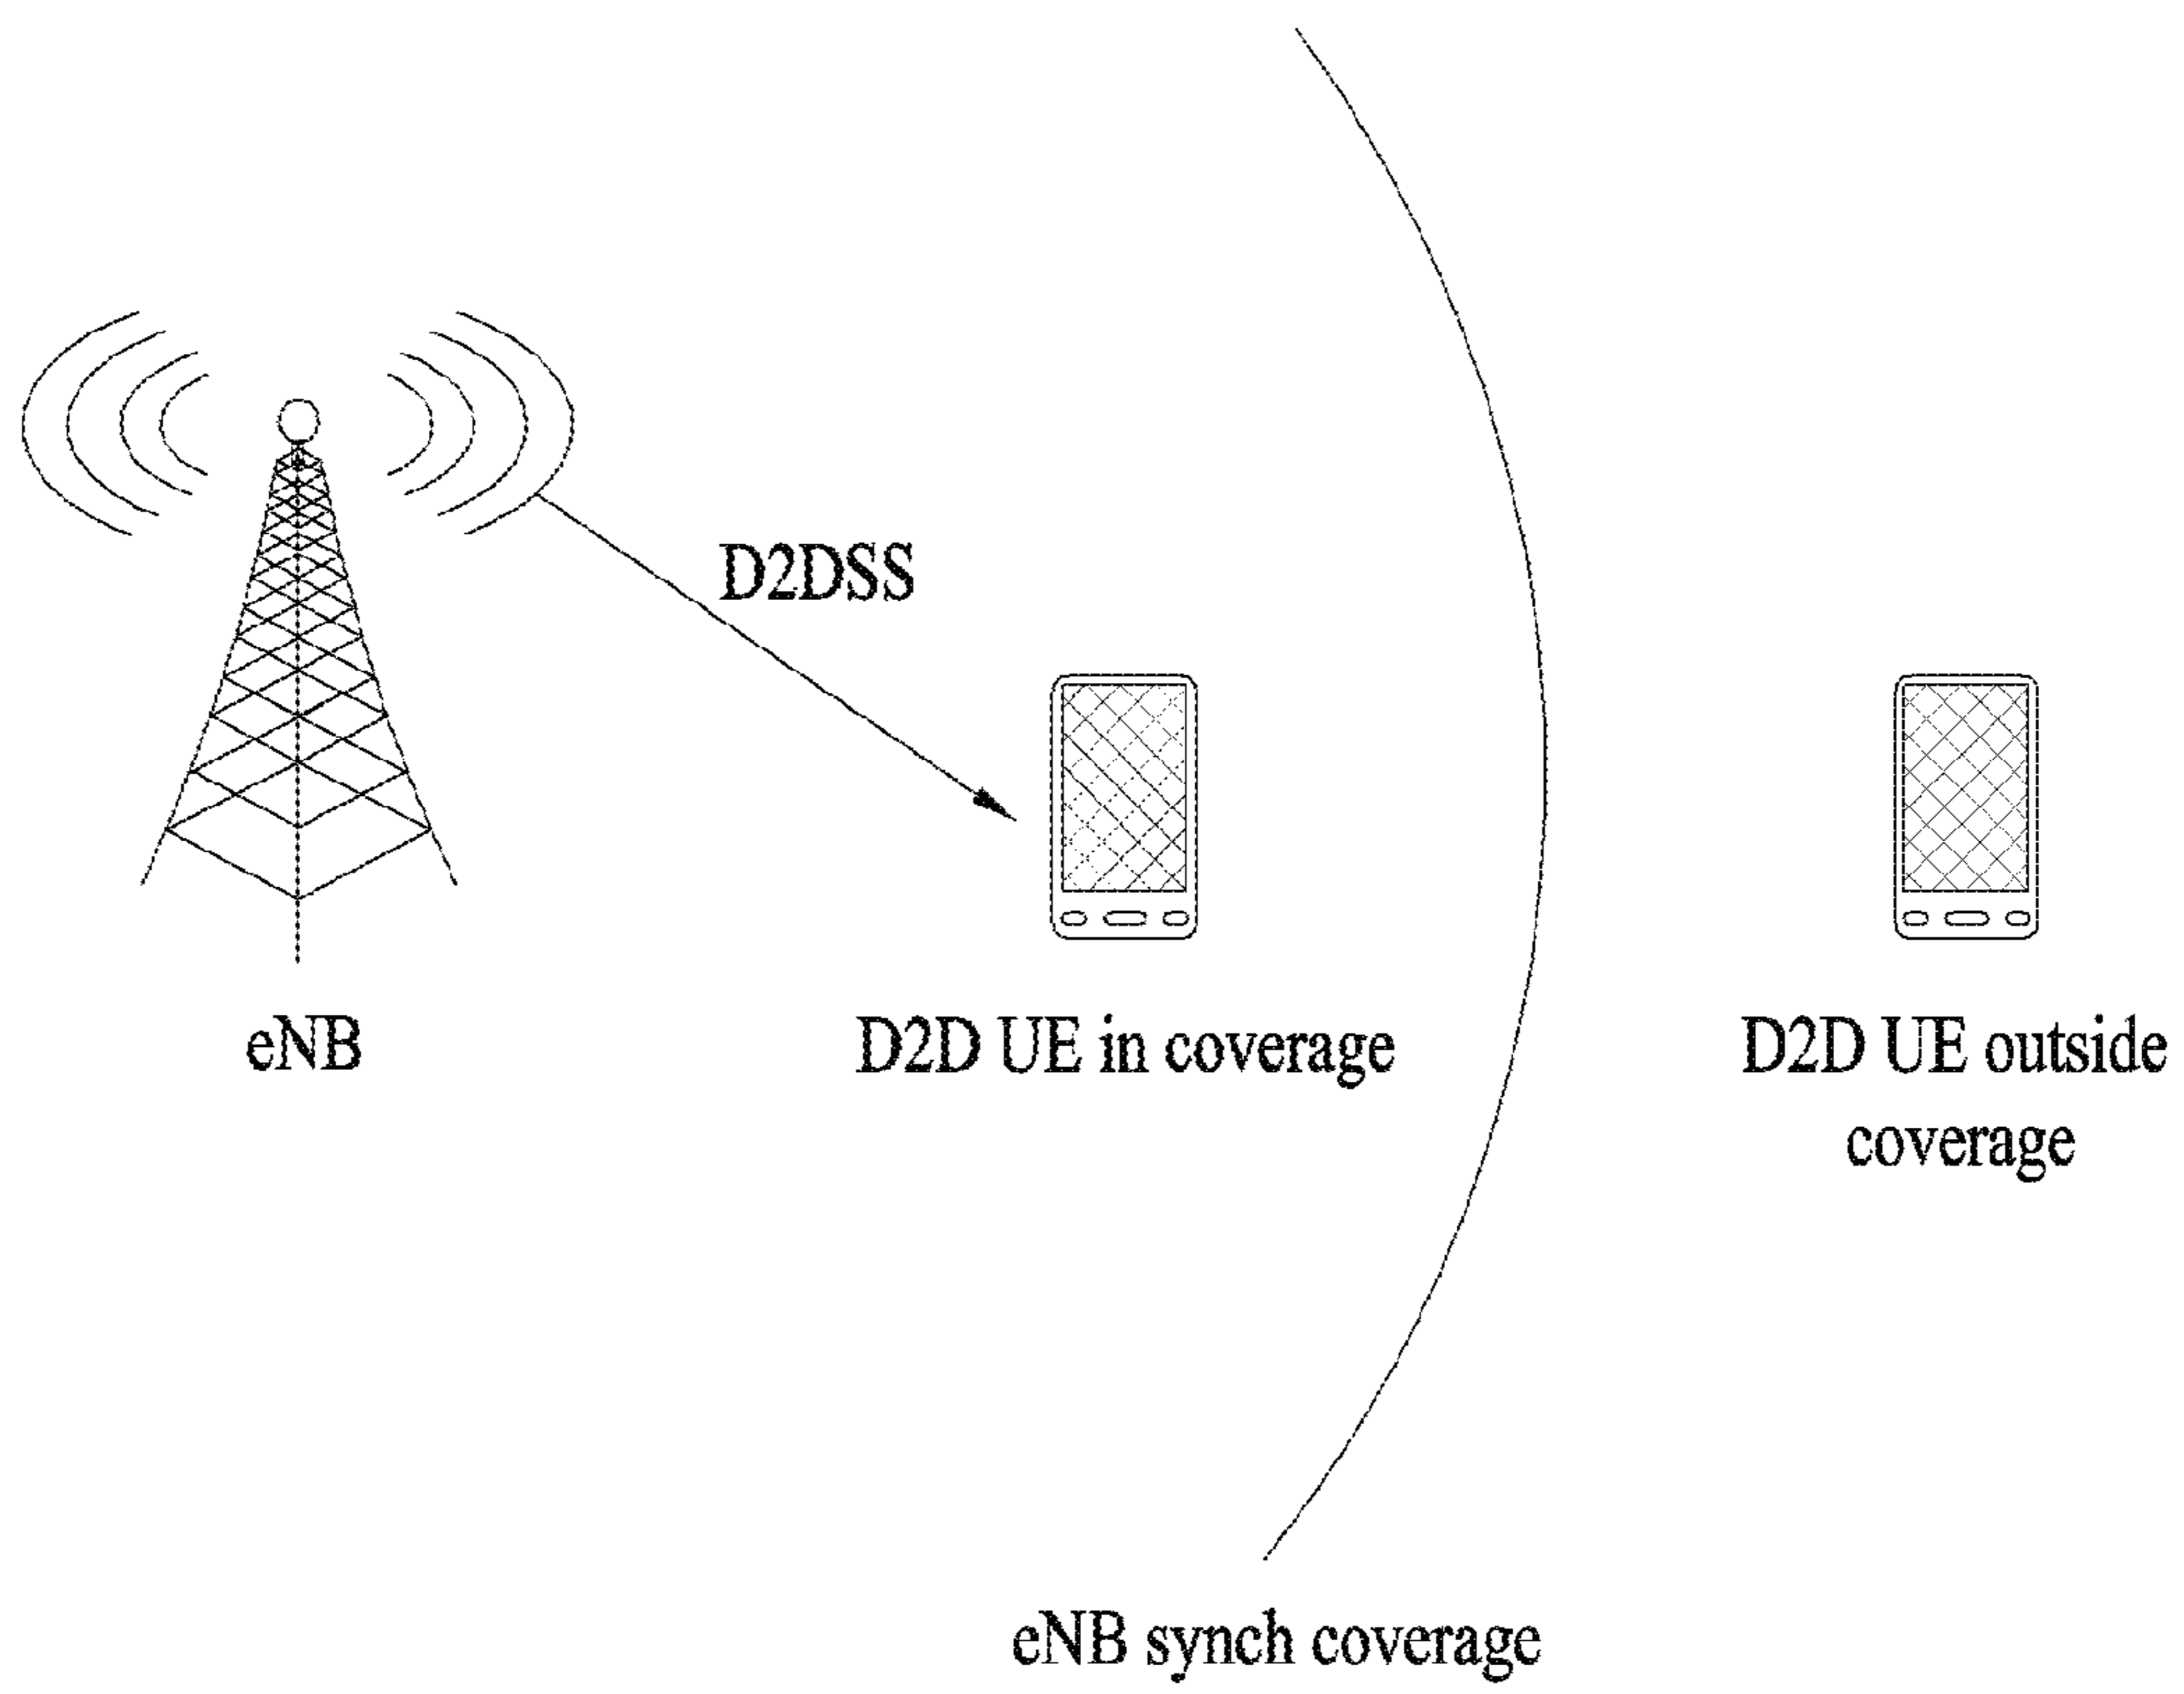 D2DSS
eNB
D2D UE in coverage
D2D UE outside
coverage
eNB synch coverage